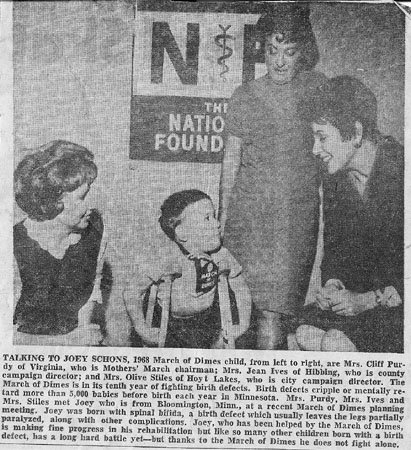 N F
THE
NATIO
FOUND
TALKING TO JOEY SCHONS, 1968 March of Dimes child, from left to right, are Mrs. Cliff Pur-
dy of Virginia, who is Mothers' March chairman; Mrs. Jean Ives of Hibbing, who is county
campaign director; and Mrs. Olive Stiles of Hoyt Lakes, who is city campaign director. The
March of Dimes is in its tenth year of fighting birth defects. Birth defects cripple or mentally re-
tard more than 5,000 babies before birth each year in Minnesota. Mrs. Purdy, Mrs. Ives and
Mrs. Stiles met Joey who is from Bloomington, Minn., at a recent March of Dimes planning
meeting. Joey was born with spinal bifida, a birth defect which usually leaves the legs partially
paralyzed, along with other complications. Joey, who has been helped by the March of Dimes,
is making fine progress in his rehabilitation but like so many other children born with a birth
defect, has a long hard battle yet—but thanks to the March of Dimes he does not fight alone.